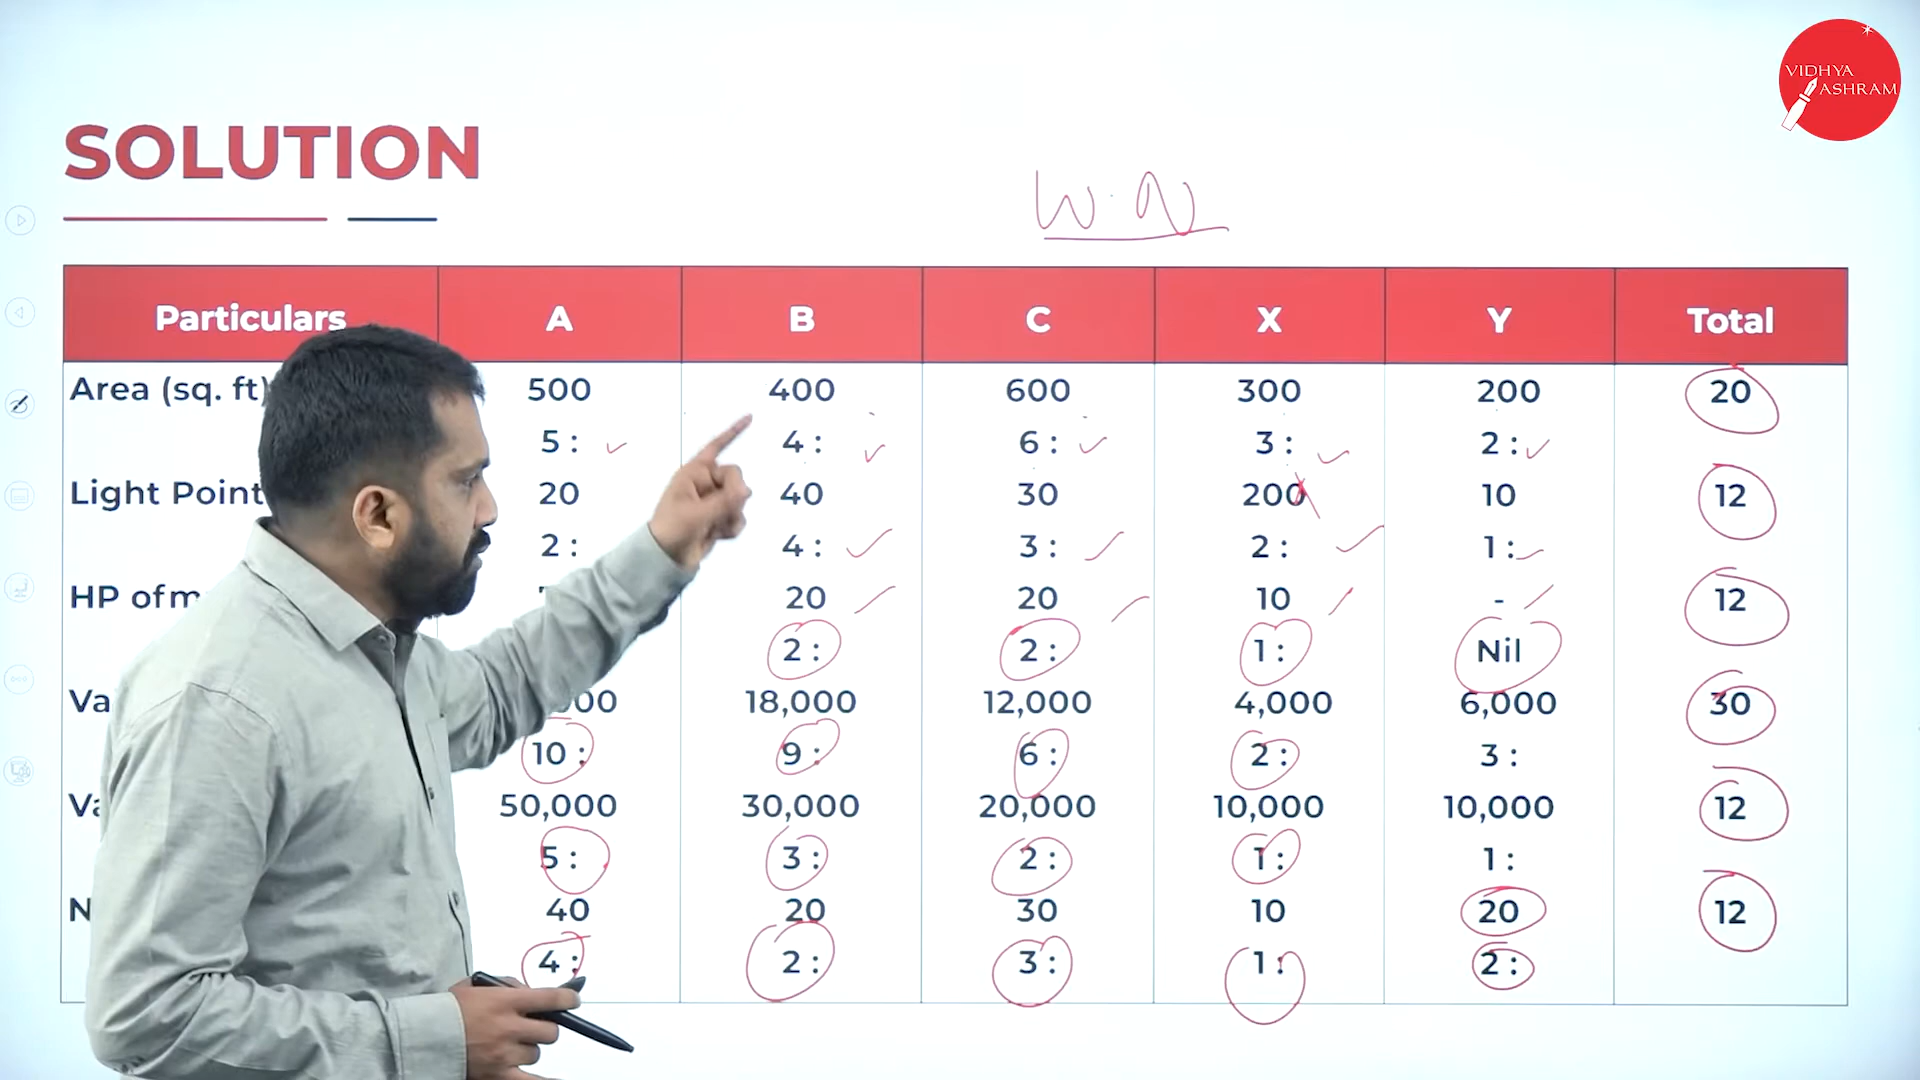 VIDHYA
ASHRAM
SOLUTION
W.N
Particulars A B C X Y Total
Area (sq. ft) 500 400 600 300 200 20
5 : 4 : 6 : 3 : 2 :
Light Point 20 40 30 200 10 12
2 : 4 : 3 : 2 : 1 :
HP of 20 20 10 - 12
2 : 2 : 1 : Nil
18,000 12,000 4,000 6,000 30
10 : 9 : 6 : 2 : 3 :
50,000 30,000 20,000 10,000 10,000 12
5 : 3 : 2 : 1 : 1 :
40 20 30 10 20 12
4 : 2 : 3 : 1 : 2 :